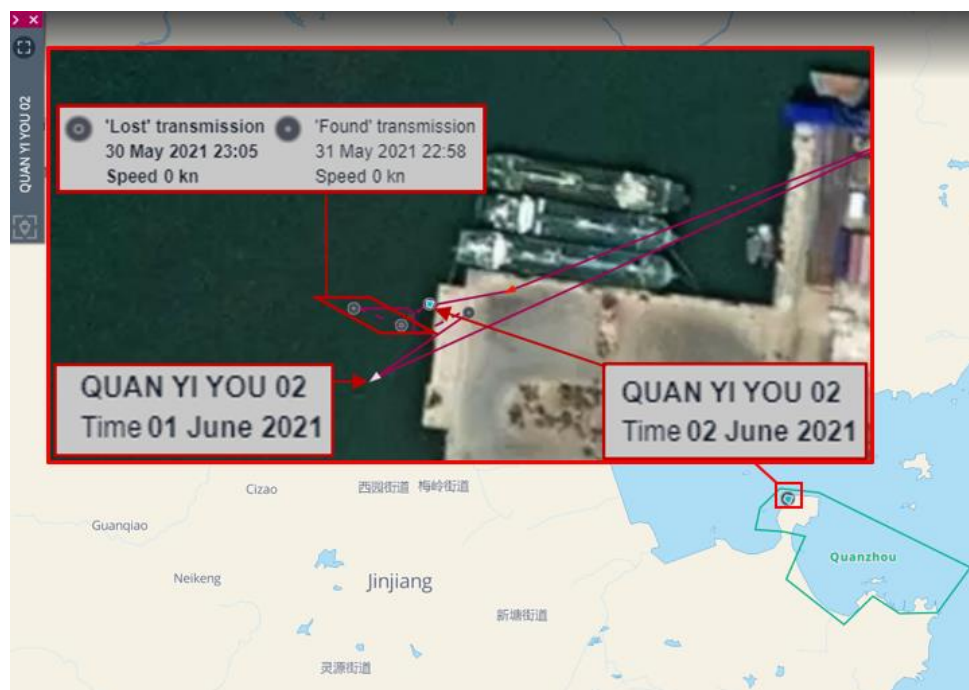 QUAN YI YOU 02
'Lost' transmission
30 May 2021 23:05
Speed 0 kn
'Found' transmission
31 May 2021 22:58
Speed 0 kn
QUAN YI YOU 02
Time 01 June 2021
QUAN YI YOU 02
Time 02 June 2021
Cizao
西园街道
梅岭街道
Guanqiao
Quanzhou
Neikeng
Jinjiang
新塘街道
灵源街道